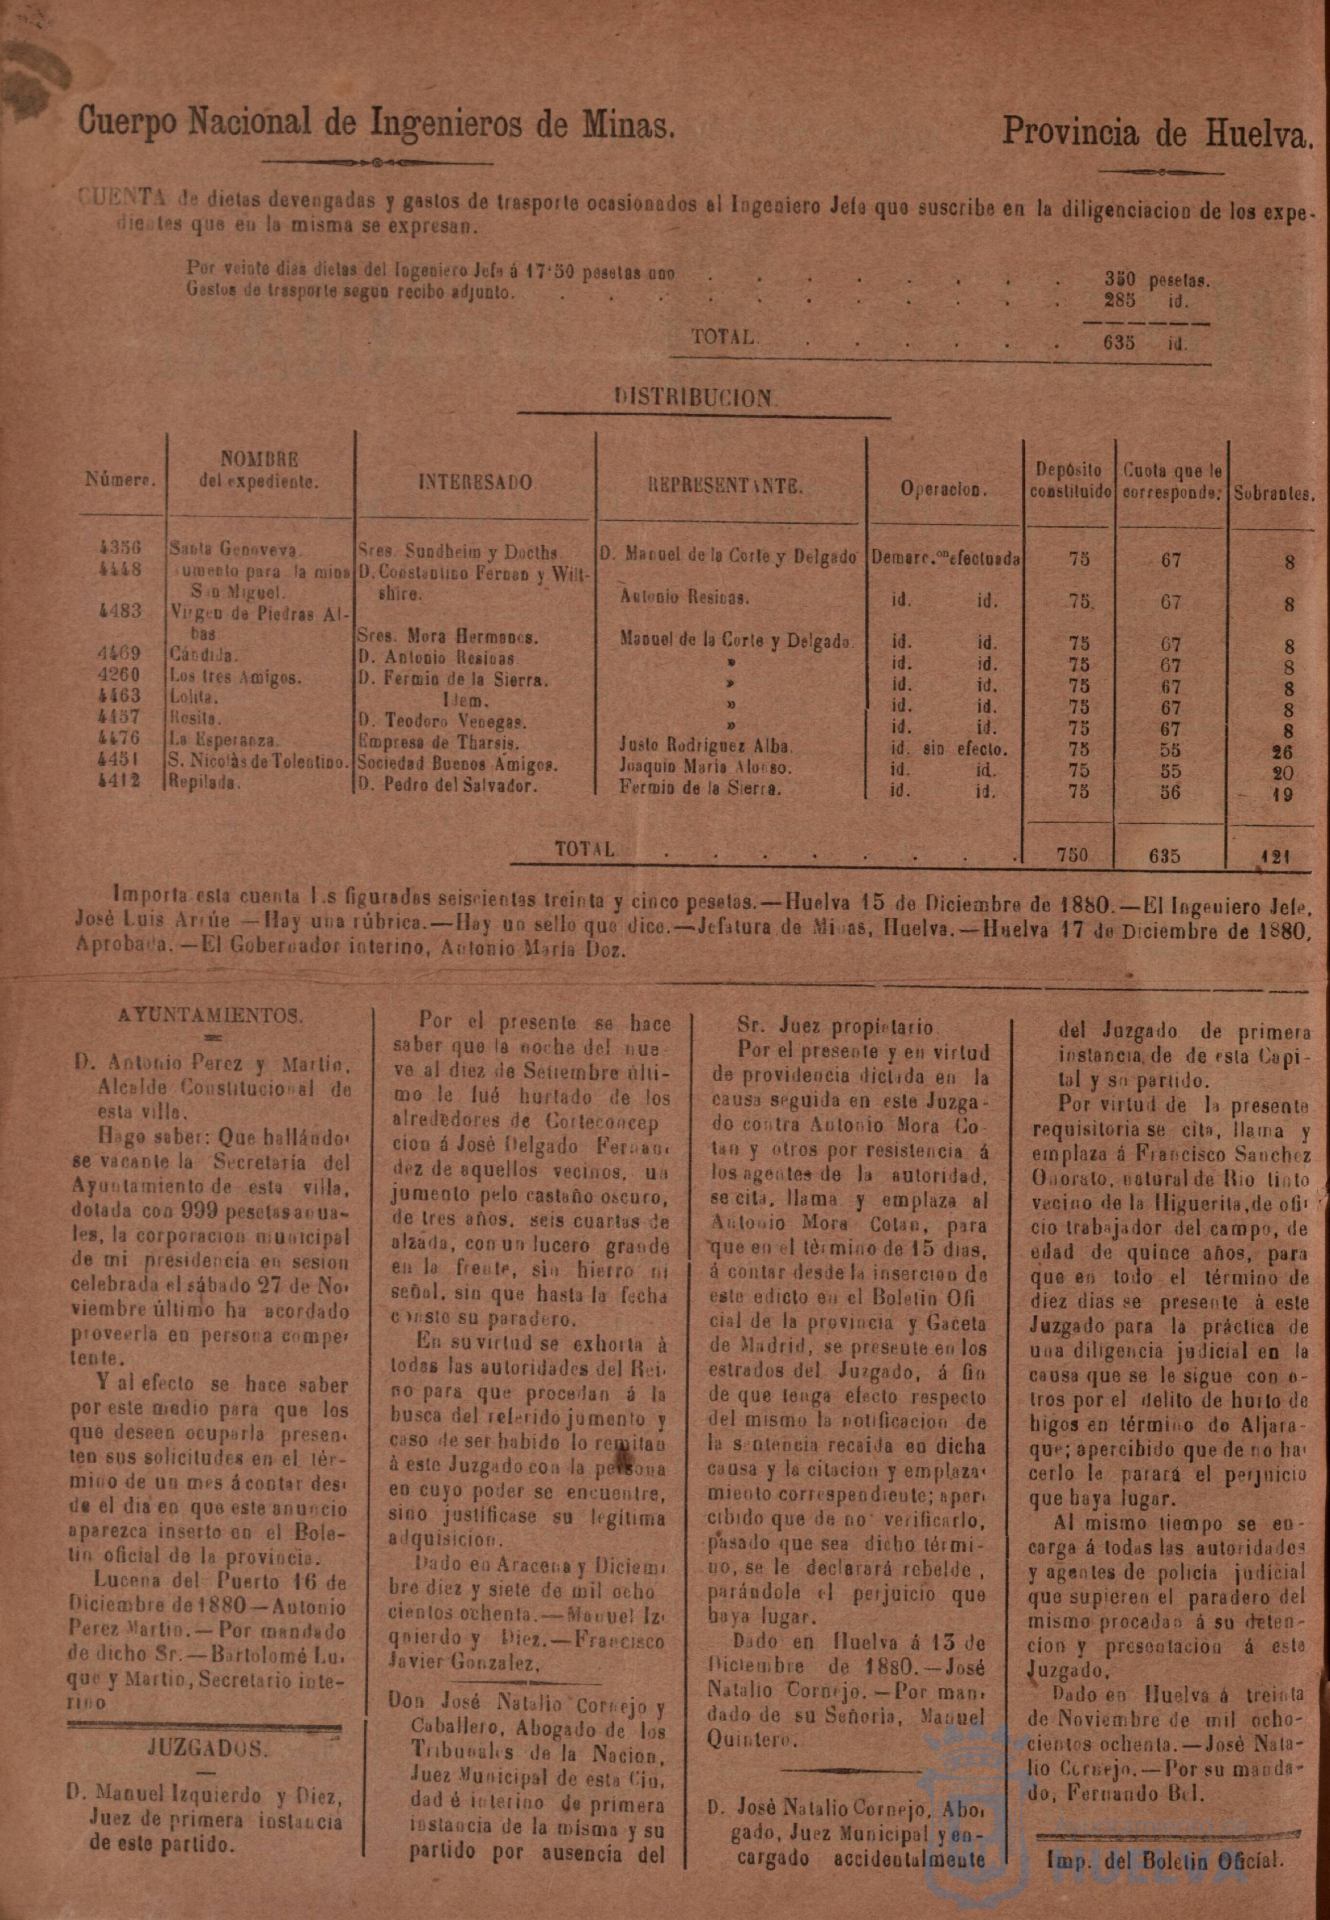 Cuerpo Nacional de Ingenieros de Minas.
Provincia de Huelva.
CUENTA de dietas devengadas y gastos de trasporte ocasionados al Ingeniero Jefe que suscribe en la diligenciacion de los expe-
dientes que en la misma se expresan.
Por veinte dias dietas del Ingeniero Jefe á 17'50 pesetas uno . . . . . . . . 350 pesetas.
Gastos de trasporte segun recibo adjunto. . . . . . . . . . . . 285 id.
TOTAL. . . . . . . 635 id.
DISTRIBUCION.
Número. NOMBRE del expediente. INTERESADO REPRESENTANTE. Operacion. Depósito constituido Cuota que le corresponde. Sobrantes.
4356 Santa Genoveva. Sres. Sundheim y Docths. D. Manuel de la Corte y Delgado Demarc.on efectuada 75 67 8
4448 umento para la mina D. Constantino Fernan y Wilt-
San Miguel. shire. Antonio Resinas. id. id. 75 67 8
4483 Virgen de Piedras Al-
bas Sres. Mora Hermanos. Manuel de la Corte y Delgado. id. id. 75 67 8
4469 Cándida. D. Antonio Resinas. » id. id. 75 67 8
4260 Los tres Amigos. D. Fermin de la Sierra. » id. id. 75 67 8
4463 Lolita. Idem. » id. id. 75 67 8
4457 Rosita. D. Teodoro Venegas. » id. id. 75 67 8
4476 La Esperanza. Empresa de Tharsis. Justo Rodriguez Alba. id. sin efecto. 75 55 26
4451 S. Nicolás de Tolentino. Sociedad Buenos Amigos. Joaquin Maria Alonso. id. id. 75 55 20
4412 Repilada. D. Pedro del Salvador. Fermin de la Sierra. id. id. 75 56 19
TOTAL . . . . . . . . 750 635 121
Importa esta cuenta l.s figuradas seiscientas treinta y cinco pesetas.—Huelva 15 de Diciembre de 1880.—El Ingeniero Jefe,
José Luis Arrúe —Hay una rúbrica.—Hay un sello que dice.—Jefatura de Minas, Huelva.—Huelva 17 de Diciembre de 1880,
Aprobada.—El Gobernador interino, Antonio María Doz.
AYUNTAMIENTOS.
D. Antonio Perez y Martin,
Alcalde Constitucional de
esta villa.
Hago saber: Que hallándo-
se vacante la Secretaría del
Ayuntamiento de esta villa,
dotada con 999 pesetas anua-
les, la corporacion municipal
de mi presidencia en sesion
celebrada el sábado 27 de No-
viembre último ha acordado
proveerla en persona compe-
tente.
Y al efecto se hace saber
por este medio para que los
que deseen ocuparla presen-
ten sus solicitudes en el tér-
mino de un mes á contar des-
de el dia en que este anuncio
aparezca inserto en el Bole-
tin oficial de la provincia.
Lucena del Puerto 16 de
Diciembre de 1880—Antonio
Perez Martin.—Por mandado
de dicho Sr.—Bartolomé Lu-
que y Martin, Secretario inte-
rino
JUZGADOS.
D. Manuel Izquierdo y Diez,
Juez de primera instancia
de este partido.
Por el presente se hace
saber que la noche del nue-
ve al diez de Setiembre últi-
mo le fué hurtado de los
alrededores de Corteconcep
cion á José Delgado Fernan-
dez de aquellos vecinos, un
jumento pelo castaño oscuro,
de tres años, seis cuartas de
alzada, con un lucero grande
en la frente, sin hierro ni
señal, sin que hasta la fecha
conste su paradero.
En su virtud se exhorta á
todas las autoridades del Rei-
no para que procedan á la
busca del referido jumento y
caso de ser habido lo remitan
á este Juzgado con la persona
en cuyo poder se encuentre,
sino justificase su legítima
adquisicion.
Dado en Aracena y Diciem-
bre diez y siete de mil ocho
cientos ochenta.—Manuel Iz-
quierdo y Diez.—Francisco
Javier Gonzalez,
Don José Natalio Cornejo y
Caballero, Abogado de los
Tribunales de la Nacion,
Juez Municipal de esta Ciu,
dad é interino de primera
instancia de la misma y su
partido por ausencia del
Sr. Juez propietario.
Por el presente y en virtud
de providencia dictada en la
causa seguida en este Juzga-
do contra Antonio Mora Co-
tan y otros por resistencia á
los agentes de la autoridad,
se cita, llama y emplaza al
Antonio Mora Cotan, para
que en el término de 15 dias,
á contar desde la insercion de
este edicto en el Boletin Ofi
cial de la provincia y Gaceta
de Madrid, se presente en los
estrados del Juzgado, á fin
de que tenga efecto respecto
del mismo la notificacion de
la sentencia recaida en dicha
causa y la citacion y emplaza-
miento correspondiente; aper-
cibido que de no verificarlo,
pasado que sea dicho térmi-
no, se le declarará rebelde,
parándole el perjuicio que
haya lugar.
Dado en Huelva á 13 de
Diciembre de 1880.—José
Natalio Cornejo.—Por man-
dado de su Señoria, Manuel
Quintero.
D. José Natalio Cornejo, Abo-
gado, Juez Municipal y en-
cargado accidentalmente
del Juzgado de primera
instancia, de de esta Capi-
tal y su partido.
Por virtud de la presente
requisitoria se cita, llama y
emplaza á Francisco Sanchez
Onorato, natural de Rio tinto
vecino de la Higuerita, de ofi-
cio trabajador del campo, de
edad de quince años, para
que en todo el término de
diez dias se presente á este
Juzgado para la práctica de
una diligencia judicial en la
causa que se le sigue con o-
tros por el delito de hurto de
higos en término de Aljara-
que; apercibido que de no ha-
cerlo le parará el perjuicio
que haya lugar.
Al mismo tiempo se en-
carga á todas las autoridades
y agentes de policía judicial
que supieren el paradero del
mismo procedan á su deten-
cion y presentacion á este
Juzgado,
Dado en Huelva á treinta
de Noviembre de mil ocho-
cientos ochenta.—José Nata-
lio Cornejo.—Por su manda-
do, Fernando Bel.
Imp. del Boletin Oficial.
HUELVA